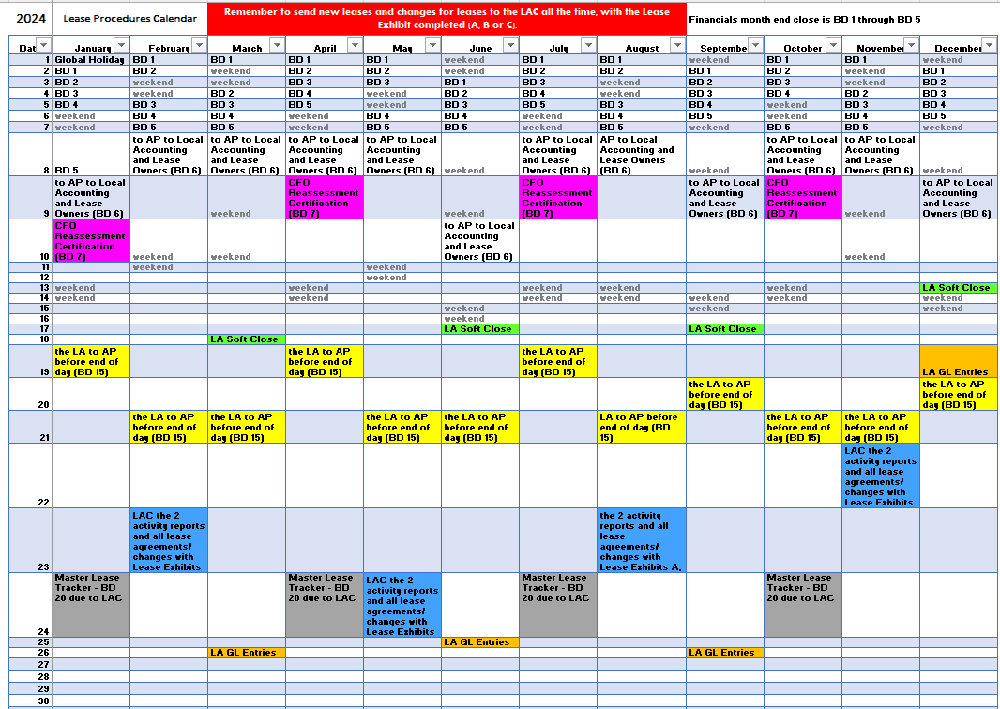 2024 Lease Procedures Calendar
Remember to send new leases and changes for leases to the LAC all the time, with the Lease
Exhibit completed (A, B or C).
Financials month end close is BD 1 through BD 5
Dat January February March April May June July August Septembe October Novembe Decembe
1 Global Holiday BD 1 BD 1 BD 1 BD 1 weekend BD 1 BD 1 weekend BD 1 BD 1 weekend
2 BD 1 BD 2 weekend BD 2 BD 2 weekend BD 2 BD 2 BD 1 BD 2 weekend BD 1
3 BD 2 weekend weekend BD 3 BD 3 BD 1 BD 3 weekend BD 2 BD 3 weekend BD 2
4 BD 3 weekend BD 2 BD 4 weekend BD 2 BD 4 weekend BD 3 BD 4 BD 2 BD 3
5 BD 4 BD 3 BD 3 BD 5 weekend BD 3 BD 5 BD 3 BD 4 weekend BD 3 BD 4
6 weekend BD 4 BD 4 weekend BD 4 BD 4 weekend BD 4 BD 5 weekend BD 4 BD 5
7 weekend BD 5 BD 5 weekend BD 5 BD 5 weekend BD 5 weekend BD 5 BD 5 weekend
to AP to Local to AP to Local to AP to Local to AP to Local to AP to Local AP to Local to AP to Local to AP to Local
Accounting Accounting Accounting Accounting Accounting Accounting and Accounting Accounting
and Lease and Lease and Lease and Lease and Lease Lease Owners and Lease and Lease
8 BD 5 Owners (BD 6) Owners (BD 6) Owners (BD 6) Owners (BD 6) weekend Owners (BD 6) (BD 6) weekend Owners (BD 6) Owners (BD 6) weekend
to AP to Local CFO CFO to AP to Local CFO to AP to Local
Accounting Reassessment Reassessment Accounting Reassessment Accounting
and Lease Certification Certification and Lease Certification and Lease
9 Owners (BD 6) weekend (BD 7) weekend (BD 7) Owners (BD 6) (BD 7) weekend Owners (BD 6)
CFO to AP to Local
Reassessment Accounting
Certification and Lease
10 (BD 7) weekend weekend Owners (BD 6) weekend
11 weekend weekend
12 weekend
13 weekend weekend weekend weekend weekend LA Soft Close
14 weekend weekend weekend weekend weekend weekend weekend
15 weekend weekend weekend
16 weekend
17 LA Soft Close LA Soft Close
18 LA Soft Close
the LA to AP the LA to AP the LA to AP
before end of before end of before end of
19 day (BD 15) day (BD 15) day (BD 15) LA GL Entries
the LA to AP the LA to AP
before end of before end of
20 day (BD 15) day (BD 15)
the LA to AP the LA to AP the LA to AP the LA to AP LA to AP before the LA to AP the LA to AP
before end of before end of before end of before end of end of day (BD before end of before end of
21 day (BD 15) day (BD 15) day (BD 15) day (BD 15) 15) day (BD 15) day (BD 15)
LAC the 2
activity reports
and all lease
agreements/
changes with
22 Lease Exhibits
LAC the 2 the 2 activity
activity reports reports and all
and all lease lease
agreements/ agreements/
changes with changes with
23 Lease Exhibits Lease Exhibits A,
Master Lease Master Lease LAC the 2 Master Lease Master Lease
Tracker - BD Tracker - BD activity reports Tracker - BD Tracker - BD
20 due to LAC 20 due to LAC and all lease 20 due to LAC 20 due to LAC
agreements/
changes with
24 Lease Exhibits
25 LA GL Entries
26 LA GL Entries LA GL Entries
27
28
29
30